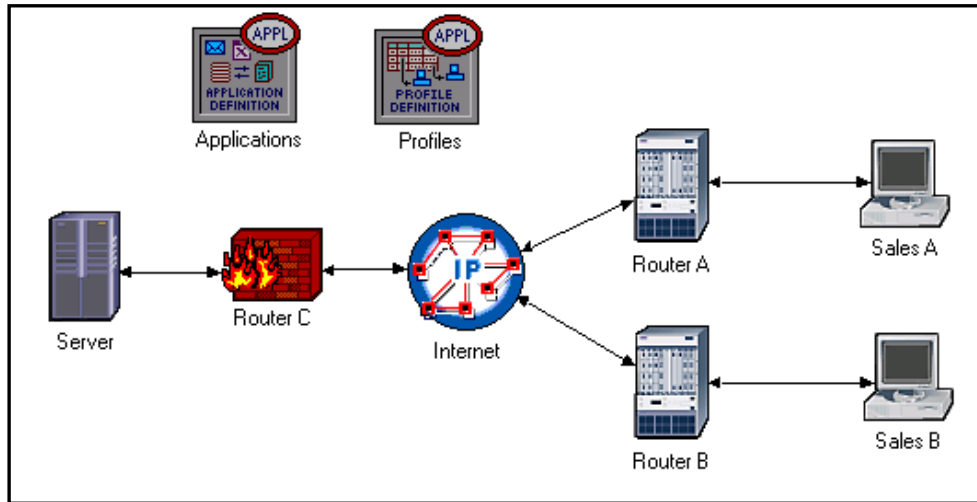 APPL
APPLICATION
DEFINITION
Applications
APPL
PROFILE
DEFINITION
Profiles
Server
Router C
IP
Internet
Router A
Sales A
Router B
Sales B